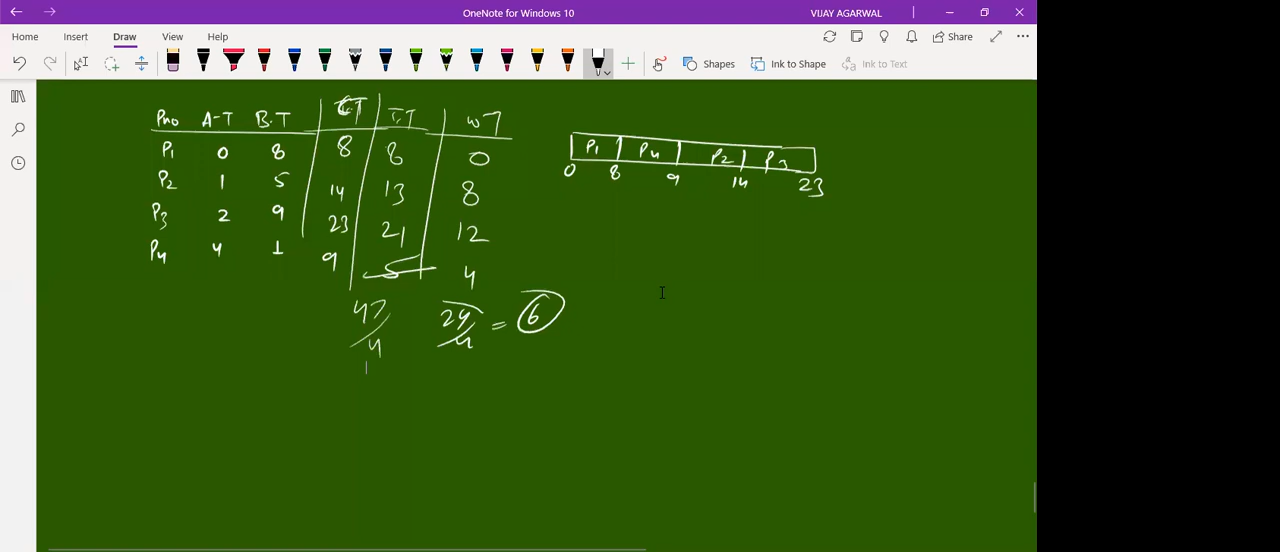 OneNote for Windows 10
VIJAY AGARWAL
Home Insert Draw View Help
Share
Shapes
Ink to Shape
Ink to Text
Pno A-T B.T C.T T.T WT
P1 0 8 8 8 0
P2 1 5 14 13 8
P3 2 9 23 21 12
P4 4 1 9 5 4
47/4 24/4 = 6
P1 P4 P2 P3
0 8 9 14 23